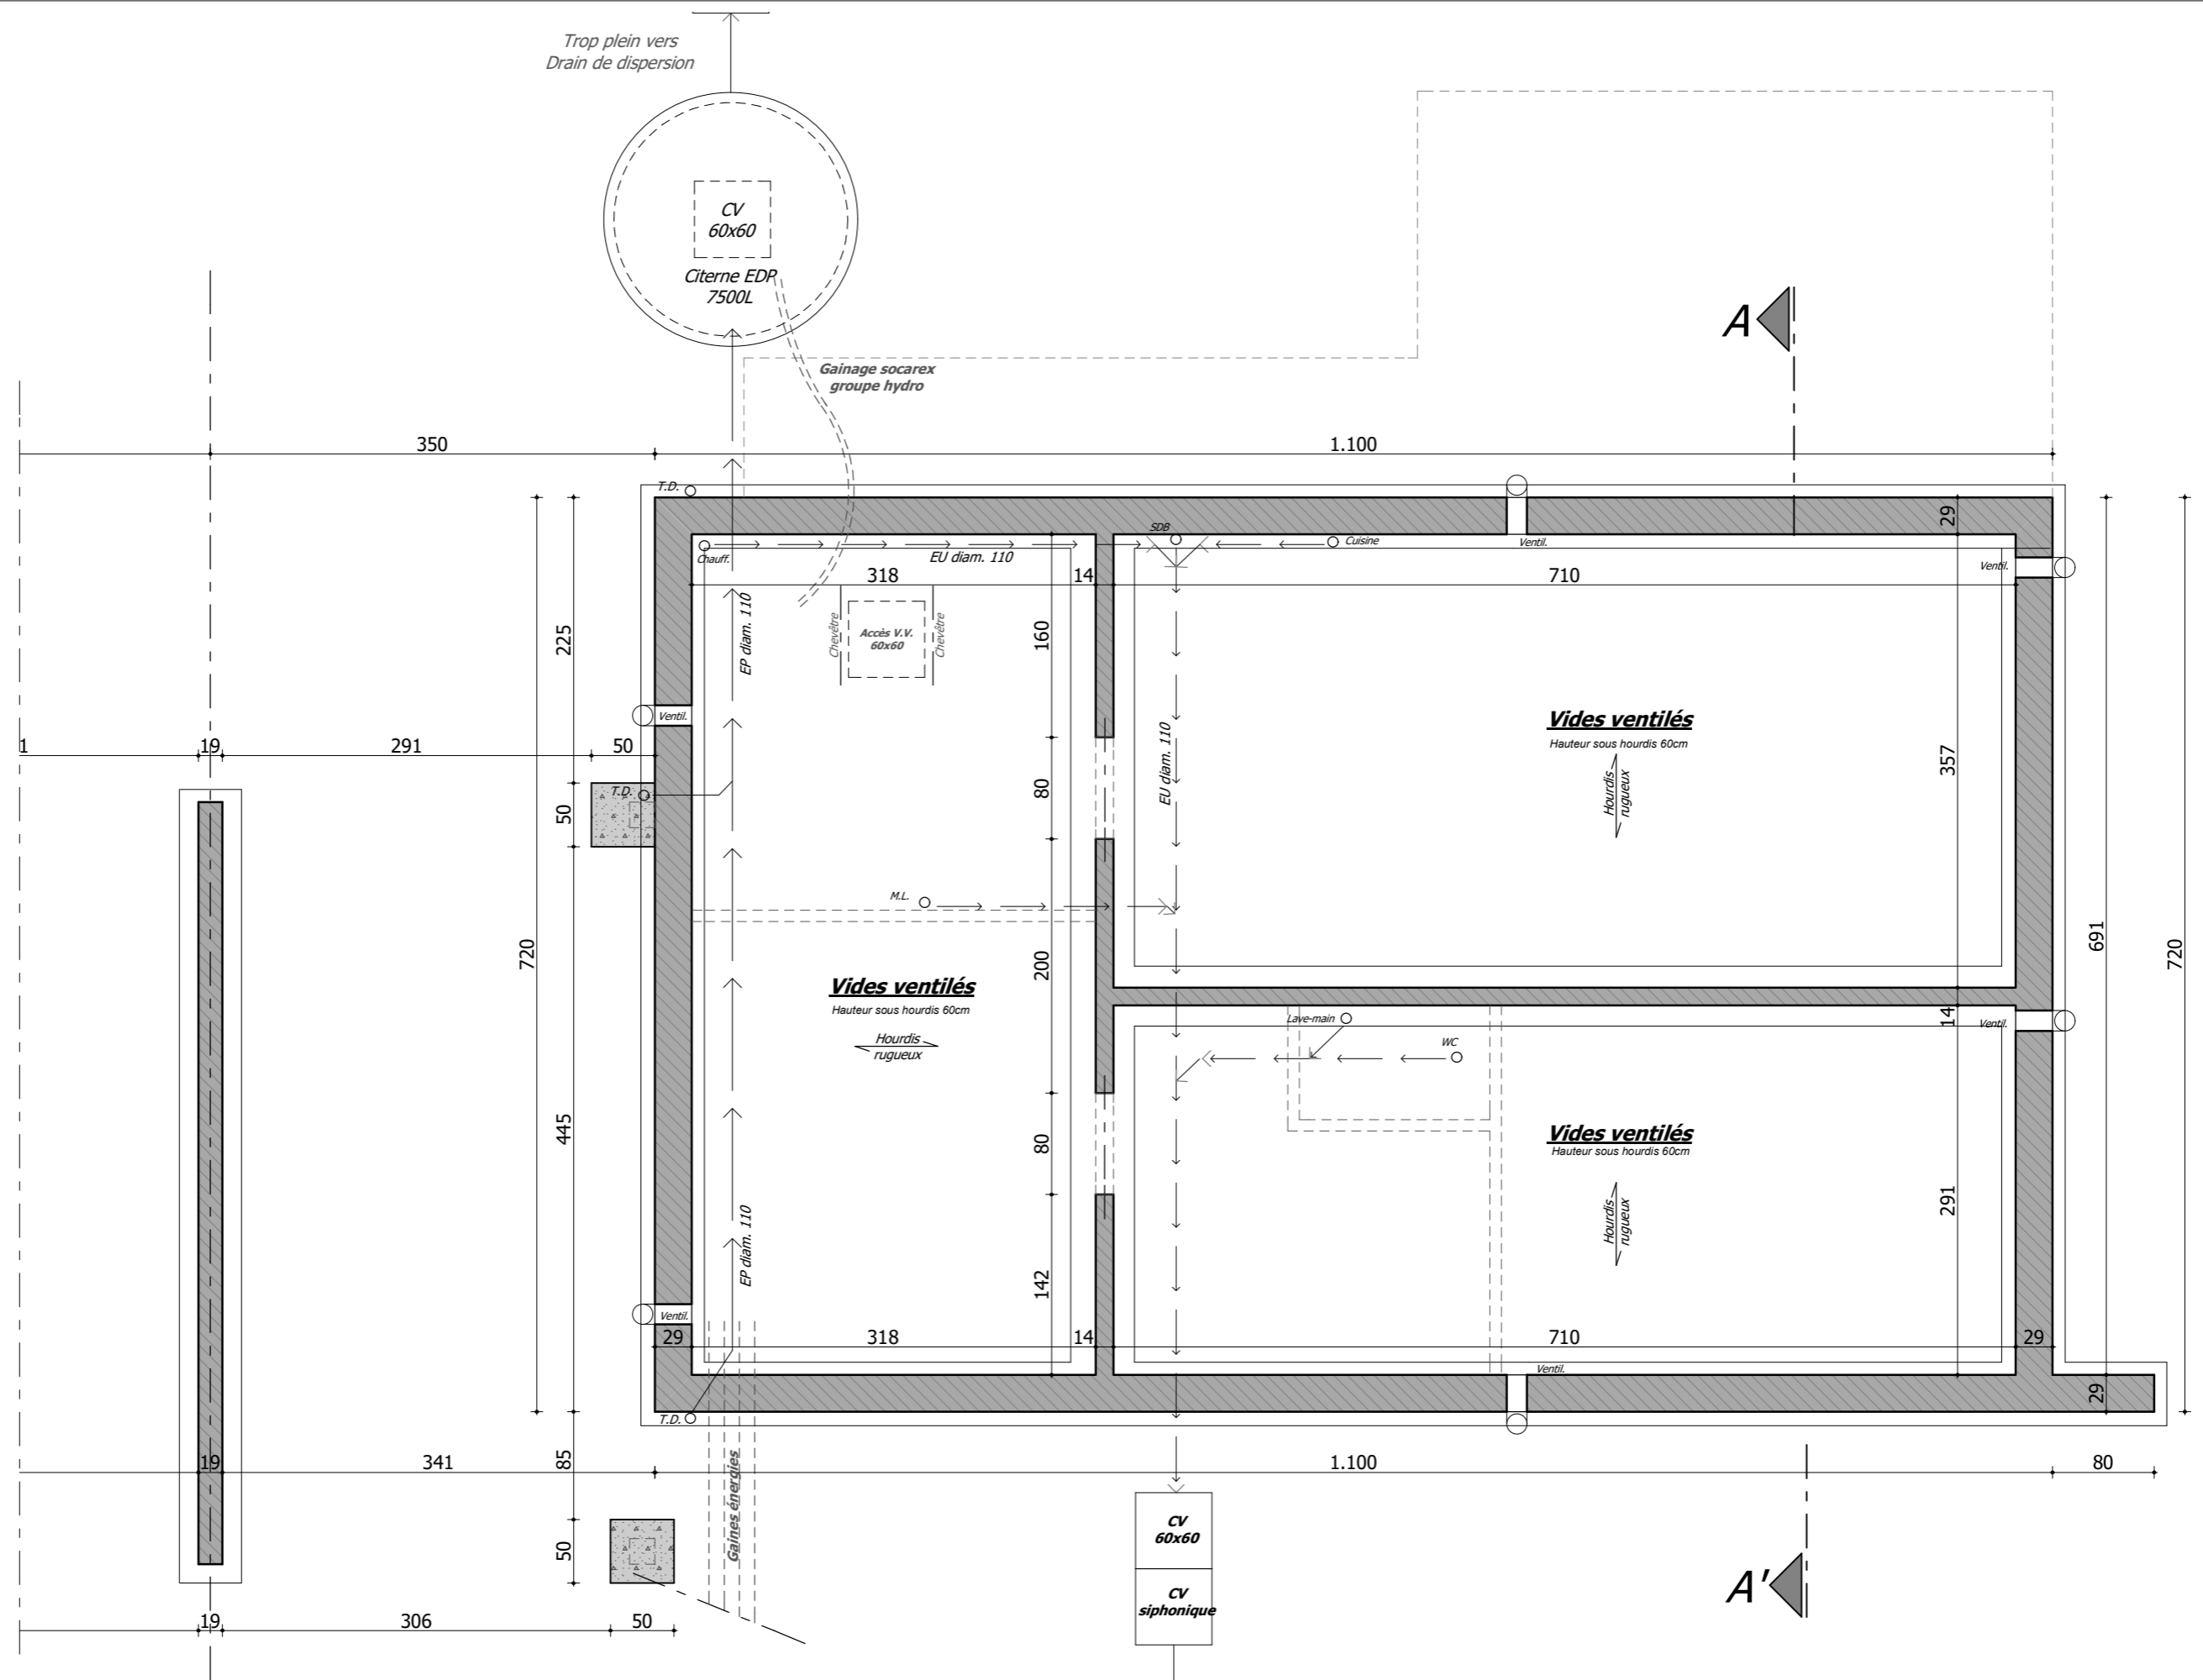 Trop plein vers
Drain de dispersion
CV
60x60
Citerne EDP
7500L
A
Gainage socarex
groupe hydro
350
1.100
T.D.
29
SDB
Cuisine
Ventil.
Chauff.
EU diam. 110
Ventil.
318
14
710
EP diam. 110
Chevêtre
Accès V.V.
60x60
Chevêtre
160
225
Ventil.
Vides ventilés
Hauteur sous hourdis 60cm
1
19
291
50
EU diam. 110
357
T.D.
50
80
Hourdis
rugueux
M.L.
720
200
691
720
Vides ventilés
Hauteur sous hourdis 60cm
Hourdis
rugueux
Lave-main
14
Ventil.
WC
445
80
Vides ventilés
Hauteur sous hourdis 60cm
291
Hourdis
rugueux
EP diam. 110
142
Ventil.
29
318
14
710
29
Ventil.
T.D.
29
19
341
85
1.100
80
Gaines énergies
CV
60x60
50
A'
CV
siphonique
19
306
50